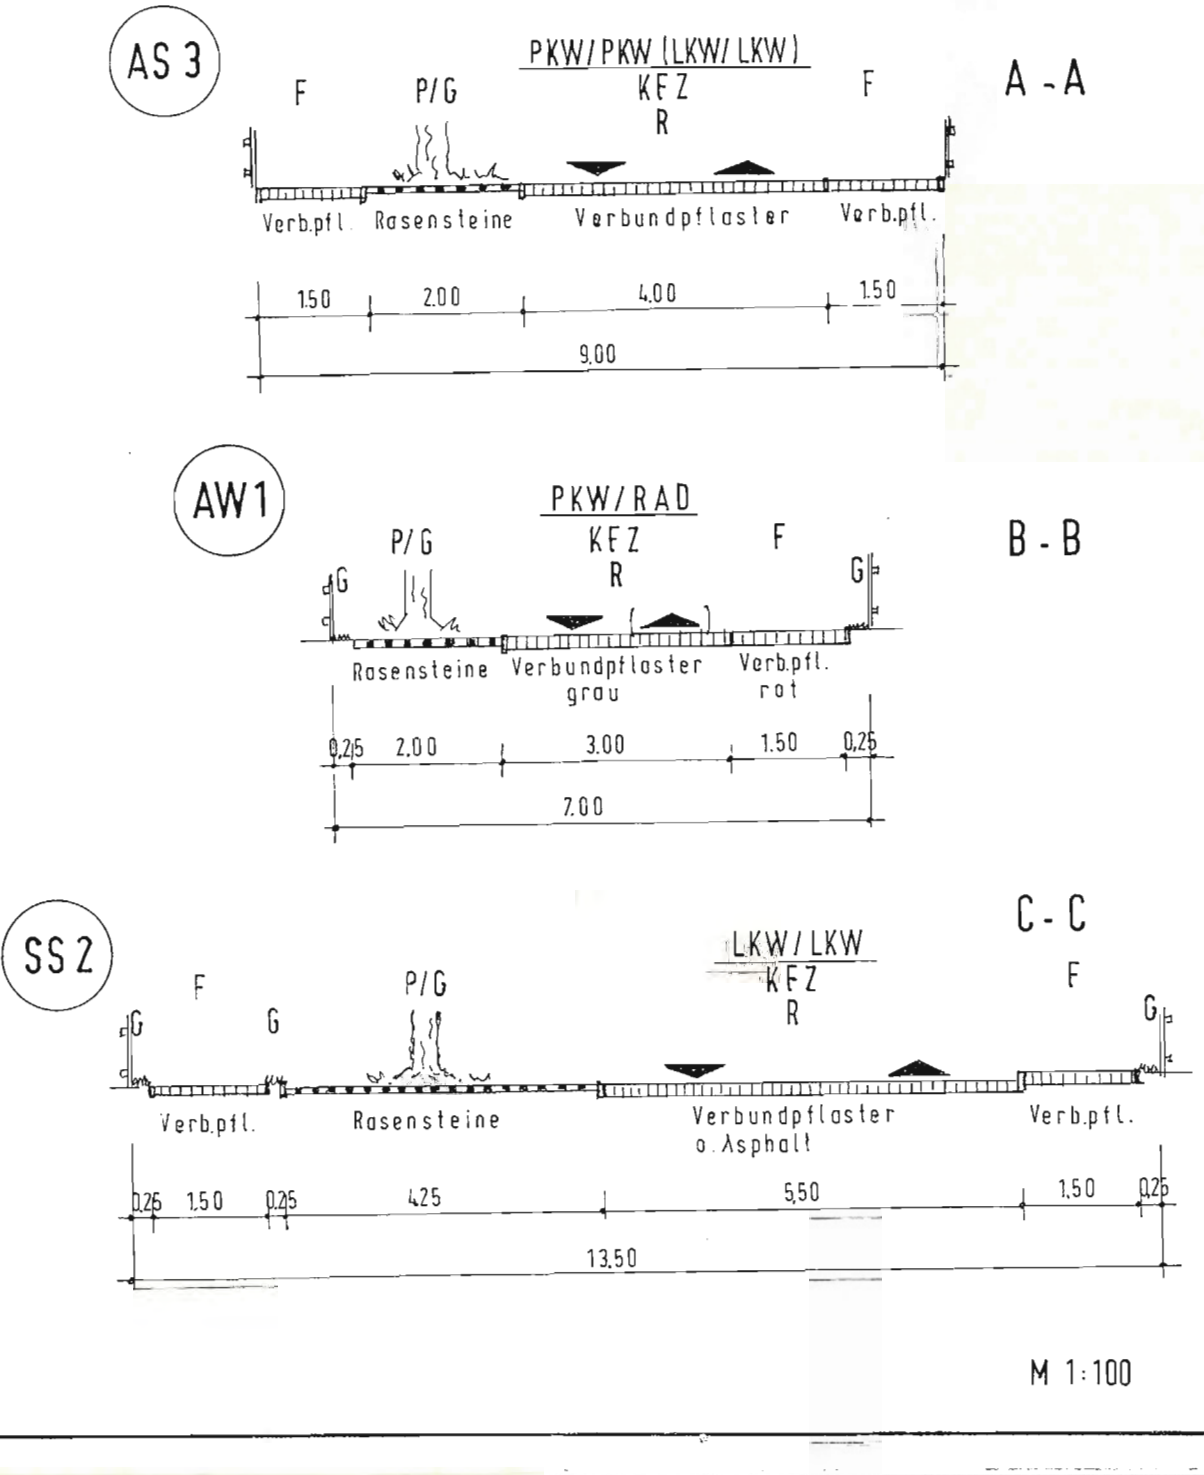 AS 3
PKW/PKW (LKW/LKW)
A - A
F
P/G
KFZ
F
R
Verb.pfl.
Rasensteine
Verbundpflaster
Verb.pfl.
1.50
2.00
4.00
1.50
9,00
AW1
PKW/RAD
B - B
P/G
KFZ
F
G
R
G
Rasensteine
Verbundpflaster
grau
Verb.pfl.
rot
0,25
2.00
3.00
1.50
0,25
7.00
SS 2
C - C
LKW/LKW
F
P/G
KFZ
F
G
G
R
G
Verb.pfl.
Rasensteine
Verbundpflaster
o. Asphalt
Verb.pfl.
0,25
1,50
0.25
4,25
5,50
1,50
0,25
13,50
M 1:100